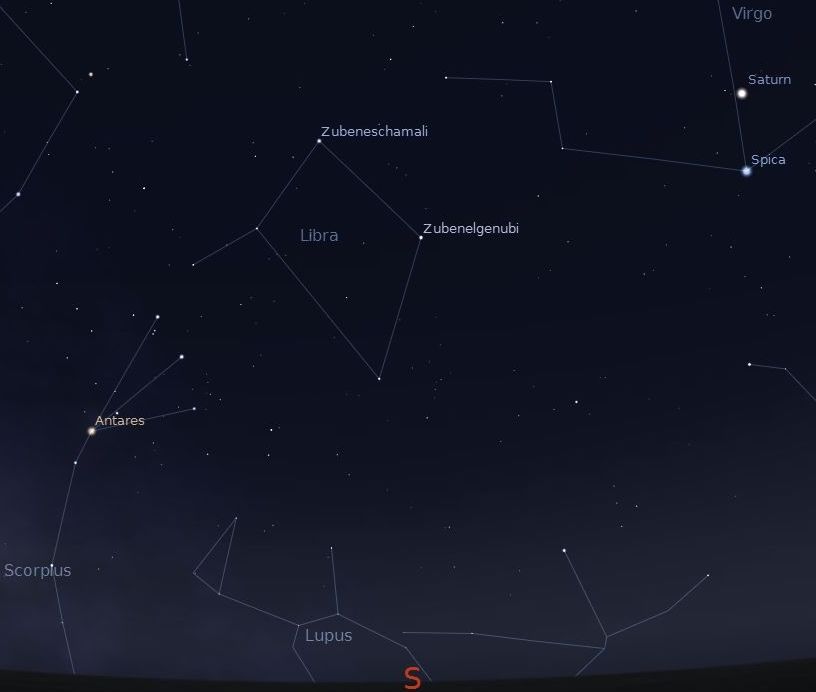 Virgo
Saturn
Zubeneschamali
Spica
Zubenelgenubi
Libra
Antares
Scorpius
Lupus
S